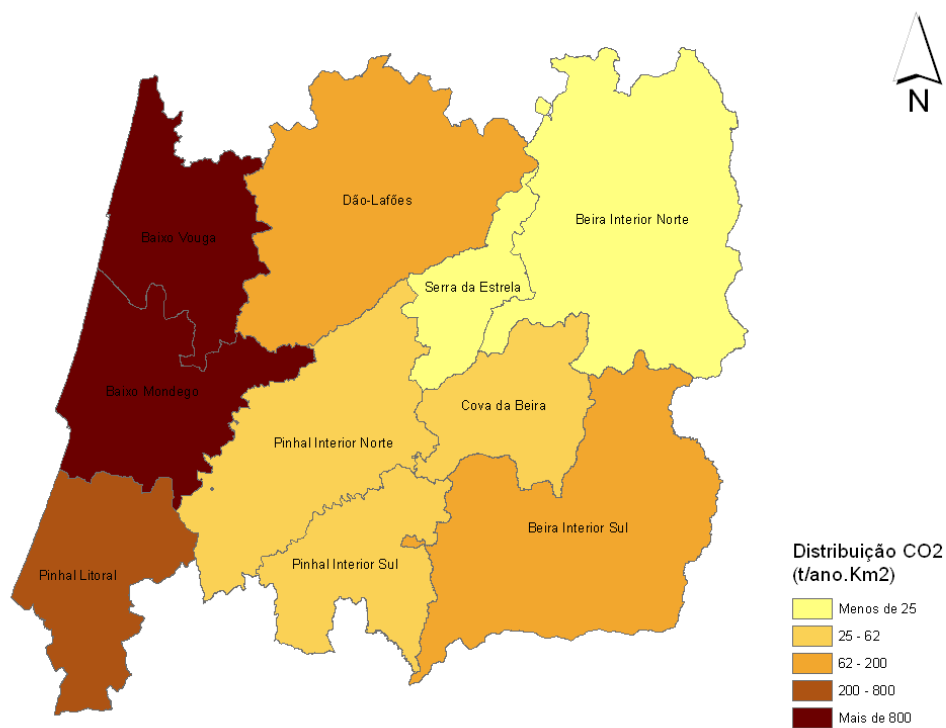 N
Dão-Lafões
Beira Interior Norte
Baixo Vouga
Serra da Estrela
Baixo Mondego
Cova da Beira
Pinhal Interior Norte
Beira Interior Sul
Pinhal Interior Sul
Pinhal Litoral
Distribuição CO2
(t/ano.Km2)
Menos de 25
25 - 62
62 - 200
200 - 800
Mais de 800